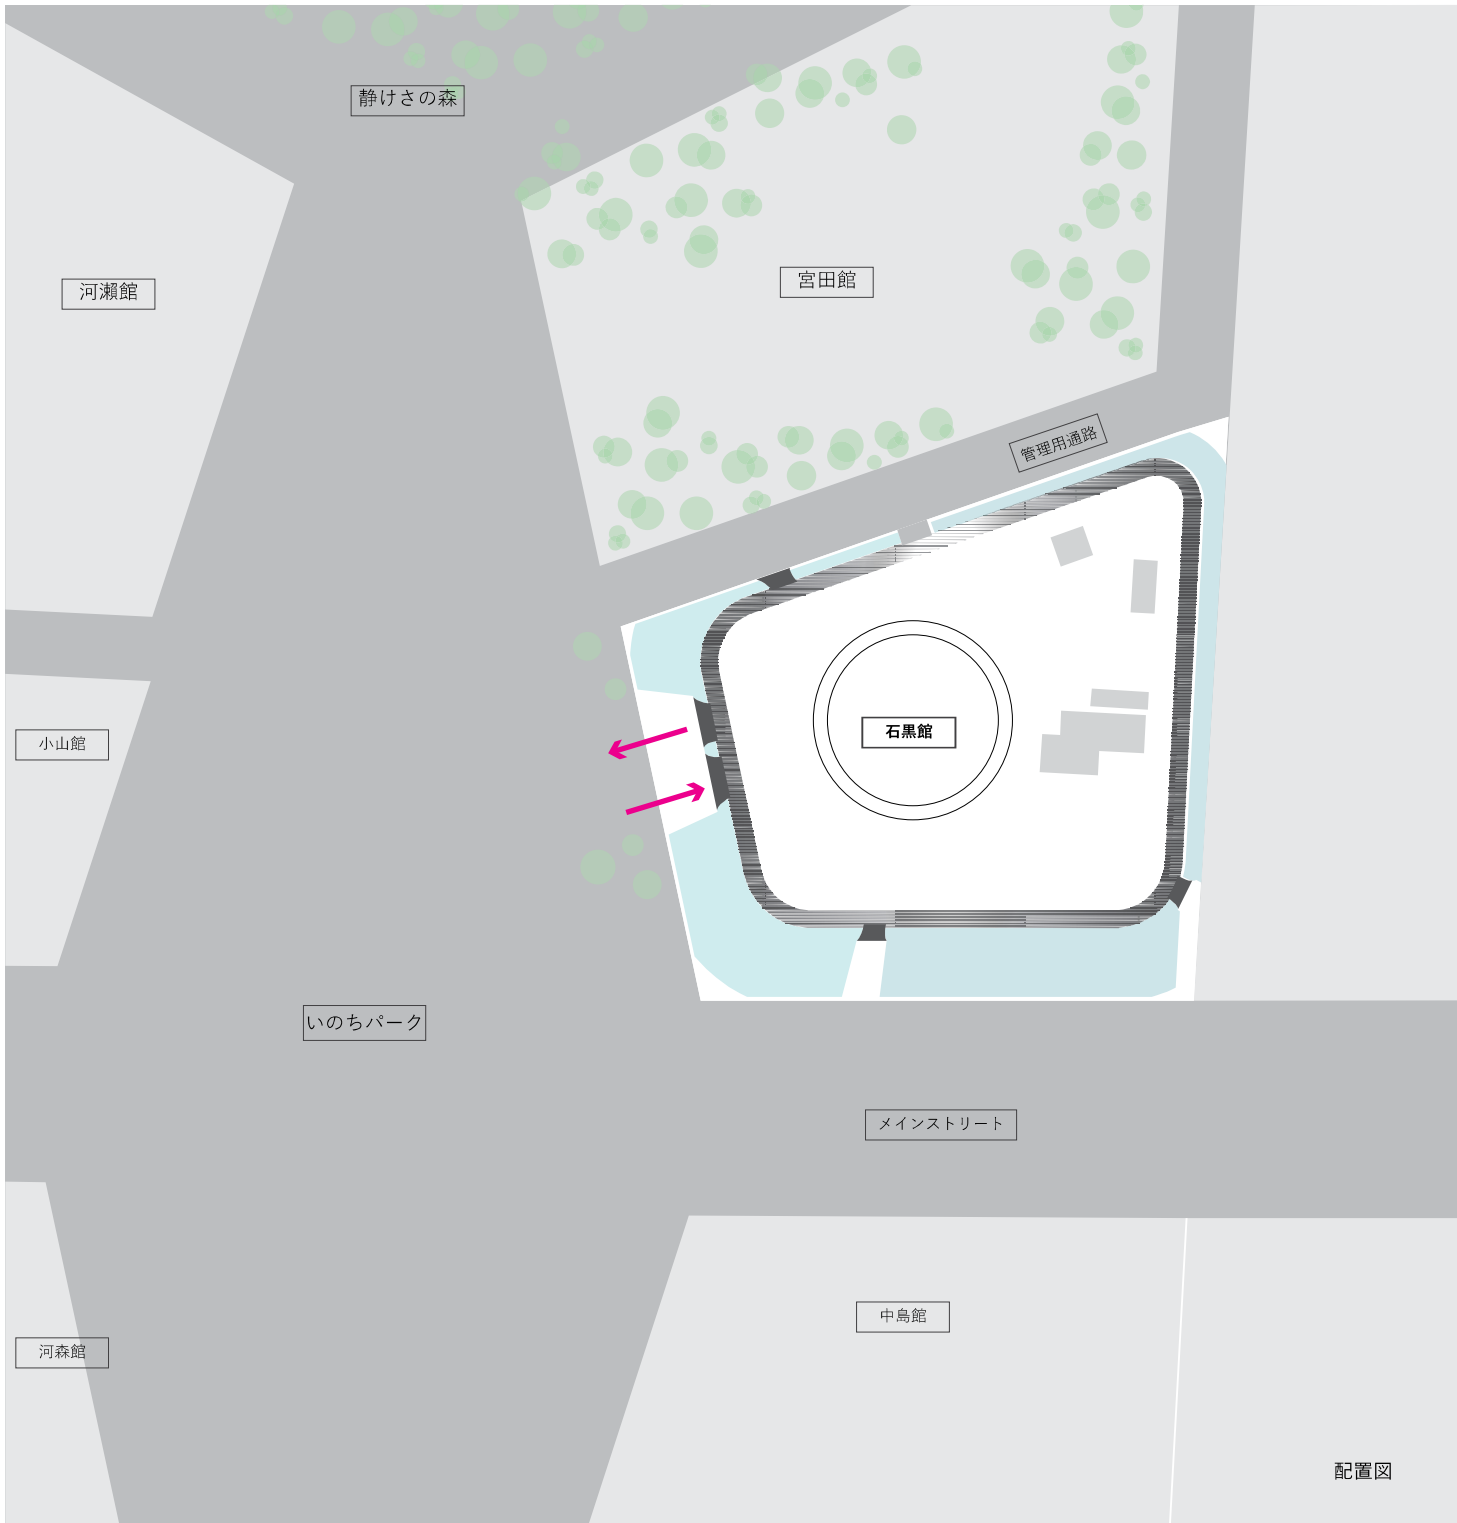 静けさの森
河瀨館
宮田館
管理用通路
石黒館
小山館
いのちパーク
メインストリート
中島館
河森館
配置図